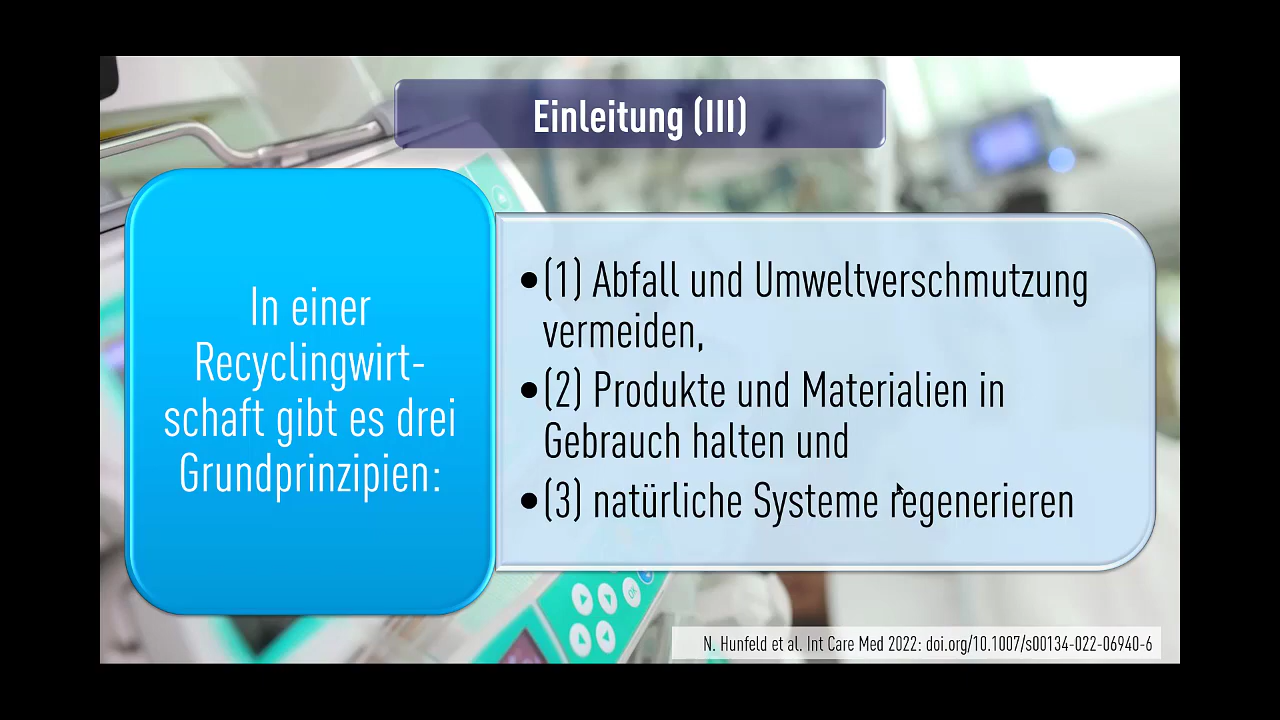 Einleitung (III)
In einer
Recyclingwirt-
schaft gibt es drei
Grundprinzipien:
•(1) Abfall und Umweltverschmutzung
vermeiden,
•(2) Produkte und Materialien in
Gebrauch halten und
•(3) natürliche Systeme regenerieren
OK
N. Hunfeld et al. Int Care Med 2022: doi.org/10.1007/s00134-022-06940-6